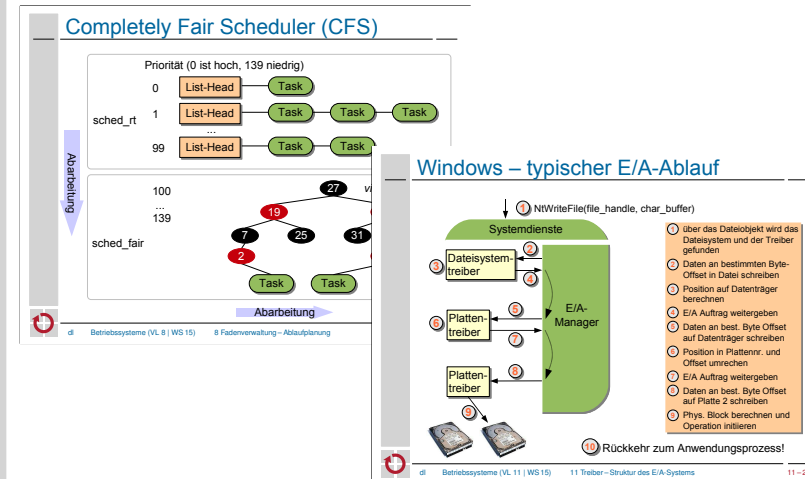 Completely Fair Scheduler (CFS)
Priorität (0 ist hoch, 139 niedrig)
0 List-Head Task
sched_rt
1 List-Head Task Task Task
...
99 List-Head Task Task
Abarbeitung
100
...
139
sched_fair
27
19
7 25 31
2
Task Task
Abarbeitung
dl Betriebssysteme (VL 8 | WS 15) 8 Fadenverwaltung – Ablaufplanung
Windows – typischer E/A-Ablauf
1 NtWriteFile(file_handle, char_buffer)
Systemdienste
2
3 Dateisystem-
treiber
4
5
6 Platten-
treiber
7
E/A-
Manager
8
Platten-
treiber
9
10 Rückkehr zum Anwendungsprozess!
1 über das Dateiobjekt wird das
Dateisystem und der Treiber
gefunden
2 Daten an bestimmten Byte-
Offset in Datei schreiben
3 Position auf Datenträger
berechnen
4 E/A Auftrag weitergeben
5 Daten an best. Byte Offset
auf Datenträger schreiben
6 Position in Plattennr. und
Offset umrechen
7 E/A Auftrag weitergeben
8 Daten an best. Byte Offset
auf Platte 2 schreiben
9 Phys. Block berechnen und
Operation initiieren
dl Betriebssysteme (VL 11 | WS 15) 11 Treiber – Struktur des E/A-Systems